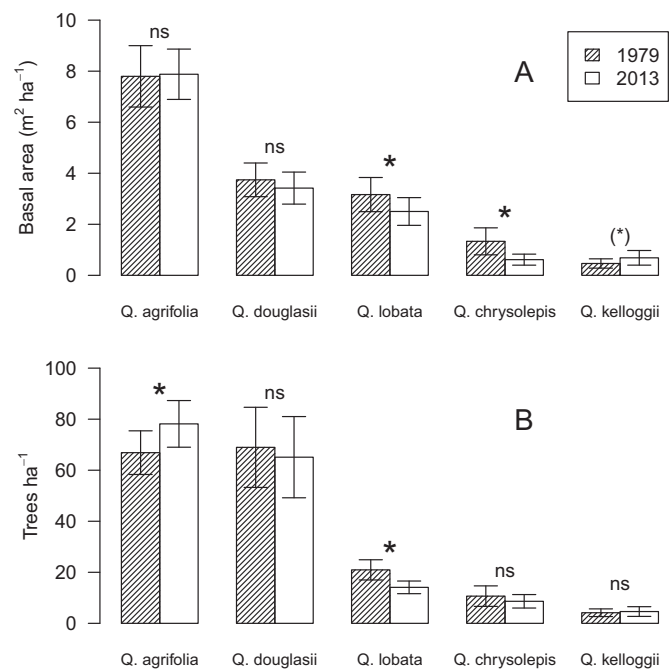 10
8
6
4
2
0
Basal area (m² ha⁻¹)
ns
ns
*
*
(*)
A
1979
2013
Q. agrifolia Q. douglasii Q. lobata Q. chrysolepis Q. kelloggii
100
80
60
40
20
0
Trees ha⁻¹
*
ns
*
ns
ns
B
Q. agrifolia Q. douglasii Q. lobata Q. chrysolepis Q. kelloggii